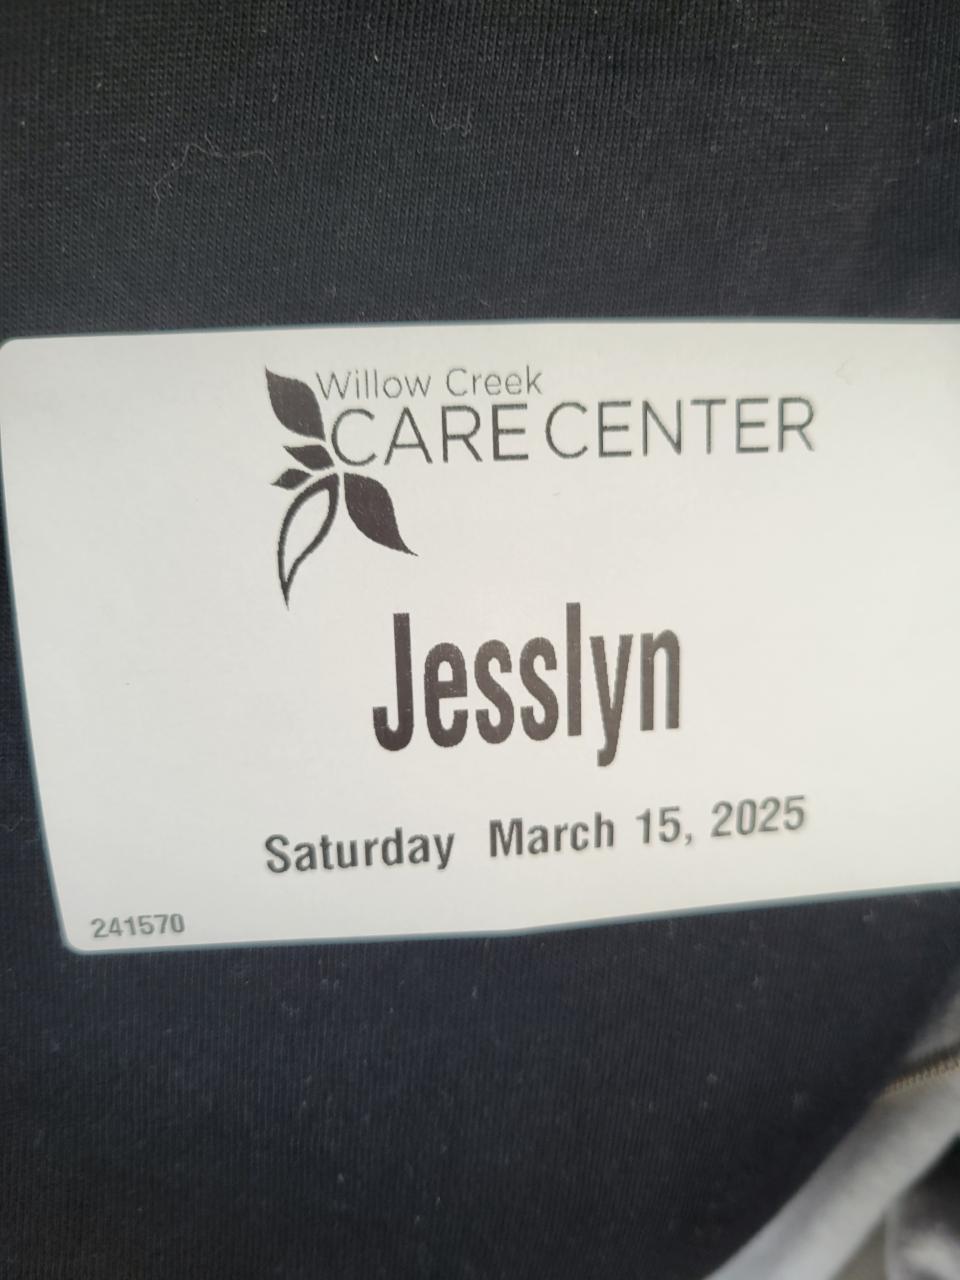 Willow Creek
CARE CENTER
Jesslyn
Saturday March 15, 2025
241570